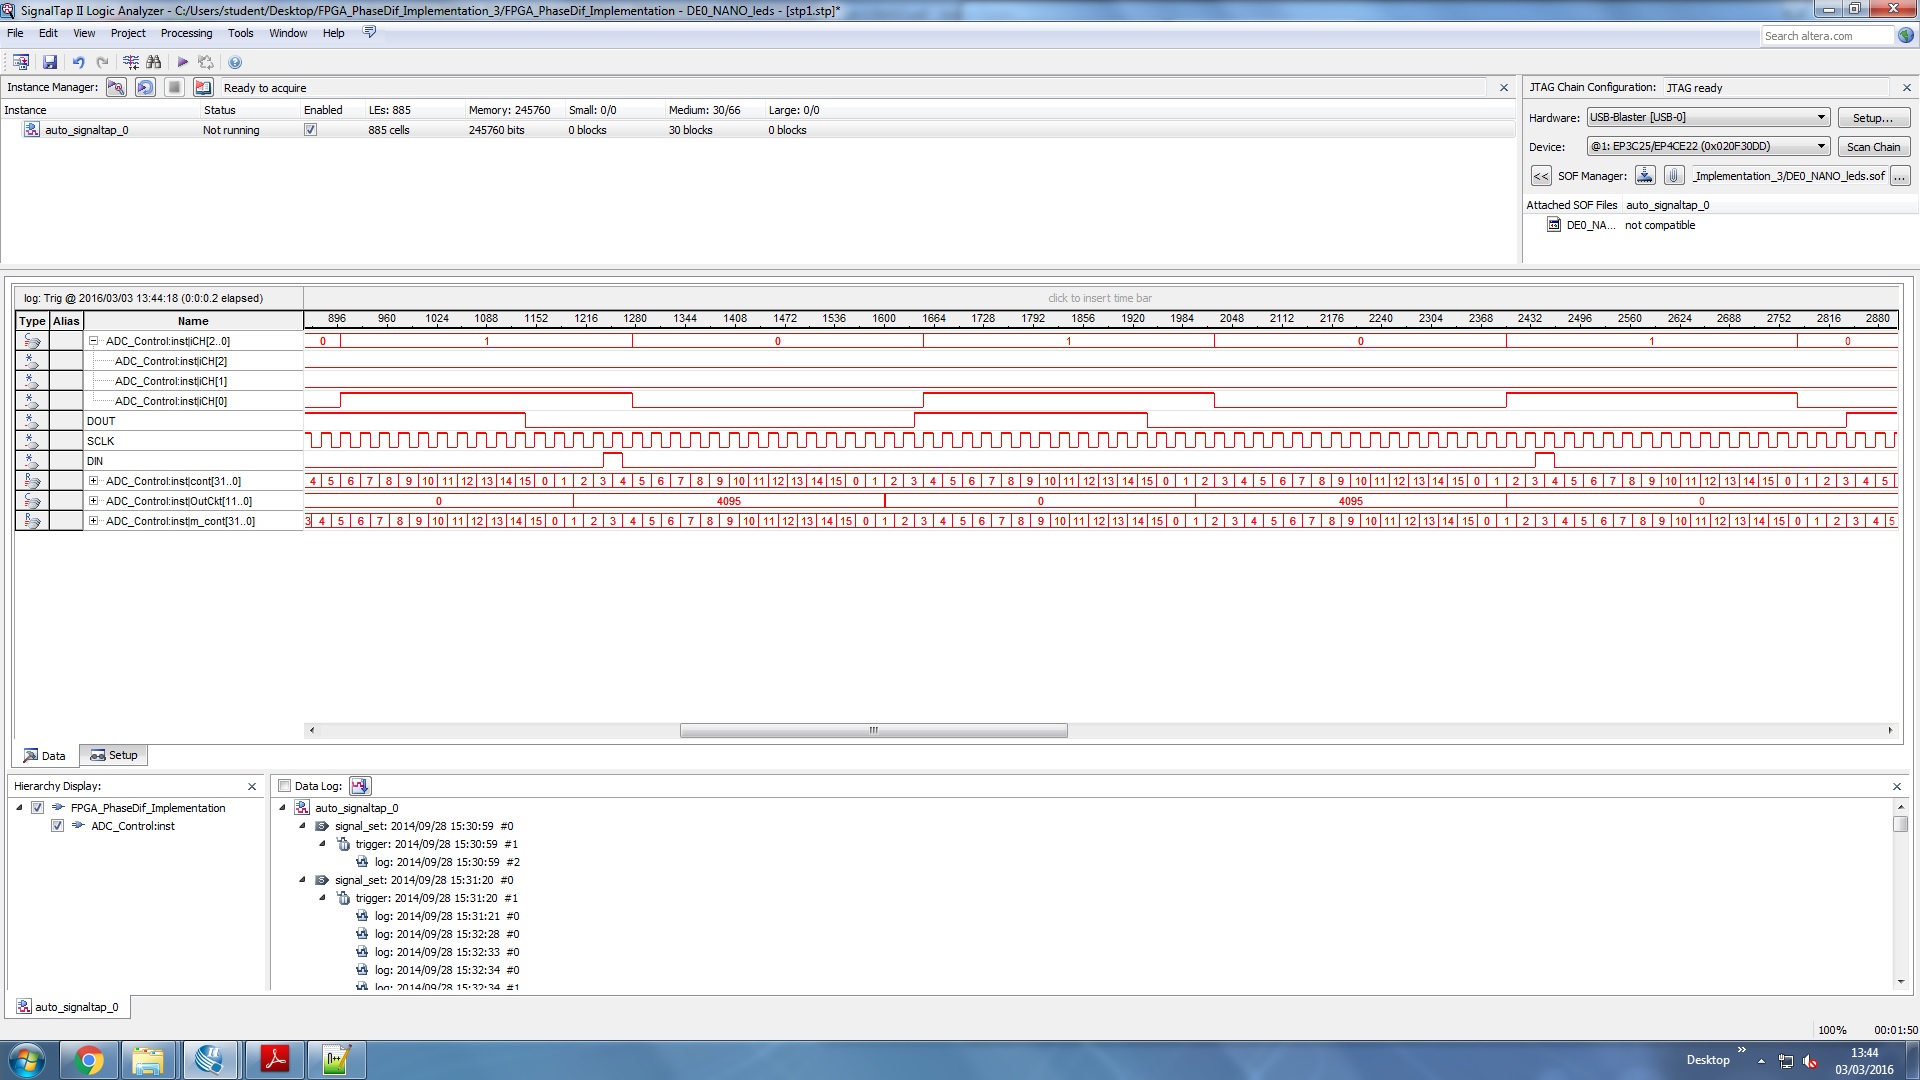 SignalTap II Logic Analyzer - C:/Users/student/Desktop/FPGA_PhaseDif_Implementation_3/FPGA_PhaseDif_Implementation - DE0_NANO_leds - [stp1.stp]*
File Edit View Project Processing Tools Window Help
Search altera.com
Instance Manager: Ready to acquire
Instance Status Enabled LEs: 885 Memory: 245760 Small: 0/0 Medium: 30/66 Large: 0/0
auto_signaltap_0 Not running 885 cells 245760 bits 0 blocks 30 blocks 0 blocks
JTAG Chain Configuration: JTAG ready
Hardware: USB-Blaster [USB-0] Setup...
Device: @1: EP3C25/EP4CE22 (0x020F30DD) Scan Chain
<< SOF Manager: _Implementation_3/DE0_NANO_leds.sof ...
Attached SOF Files auto_signaltap_0
DE0_NA... not compatible
log: Trig @ 2016/03/03 13:44:18 (0:0:0.2 elapsed) click to insert time bar
Type Alias Name 896 960 1024 1088 1152 1216 1280 1344 1408 1472 1536 1600 1664 1728 1792 1856 1920 1984 2048 2112 2176 2240 2304 2368 2432 2496 2560 2624 2688 2752 2816 2880
ADC_Control:inst|iCH[2..0] 0 1 0 1 0 1 0
ADC_Control:inst|iCH[2]
ADC_Control:inst|iCH[1]
ADC_Control:inst|iCH[0]
DOUT
SCLK
DIN
ADC_Control:inst|cont[31..0] 4 5 6 7 8 9 10 11 12 13 14 15 0 1 2 3 4 5 6 7 8 9 10 11 12 13 14 15 0 1 2 3 4 5 6 7 8 9 10 11 12 13 14 15 0 1 2 3 4 5 6 7 8 9 10 11 12 13 14 15 0 1 2 3 4 5 6 7 8 9 10 11 12 13 14 15 0 1 2 3 4 5
ADC_Control:inst|OutCkt[11..0] 0 4095 0 4095 0
ADC_Control:inst|m_cont[31..0] 3 4 5 6 7 8 9 10 11 12 13 14 15 0 1 2 3 4 5 6 7 8 9 10 11 12 13 14 15 0 1 2 3 4 5 6 7 8 9 10 11 12 13 14 15 0 1 2 3 4 5 6 7 8 9 10 11 12 13 14 15 0 1 2 3 4 5 6 7 8 9 10 11 12 13 14 15 0 1 2 3 4 5
Data Setup
Hierarchy Display:
FPGA_PhaseDif_Implementation
ADC_Control:inst
Data Log:
auto_signaltap_0
signal_set: 2014/09/28 15:30:59 #0
trigger: 2014/09/28 15:30:59 #1
log: 2014/09/28 15:30:59 #2
signal_set: 2014/09/28 15:31:20 #0
trigger: 2014/09/28 15:31:20 #1
log: 2014/09/28 15:31:21 #0
log: 2014/09/28 15:32:28 #0
log: 2014/09/28 15:32:33 #0
log: 2014/09/28 15:32:34 #0
log: 2014/09/28 15:32:34 #1
auto_signaltap_0
100% 00:01:50
Desktop
13:44
03/03/2016